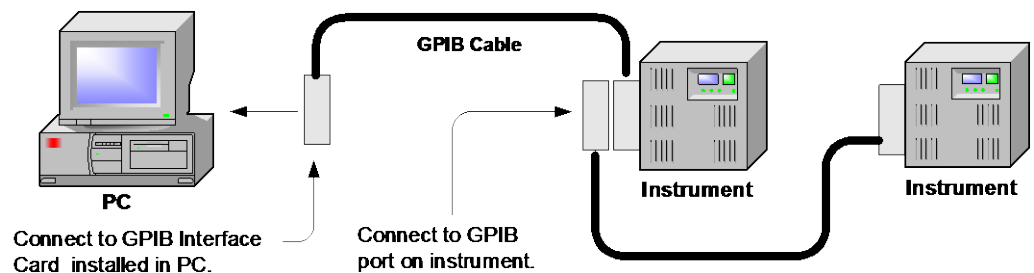 GPIB Cable
PC
Instrument
Instrument
Connect to GPIB Interface
Card installed in PC.
Connect to GPIB
port on instrument.